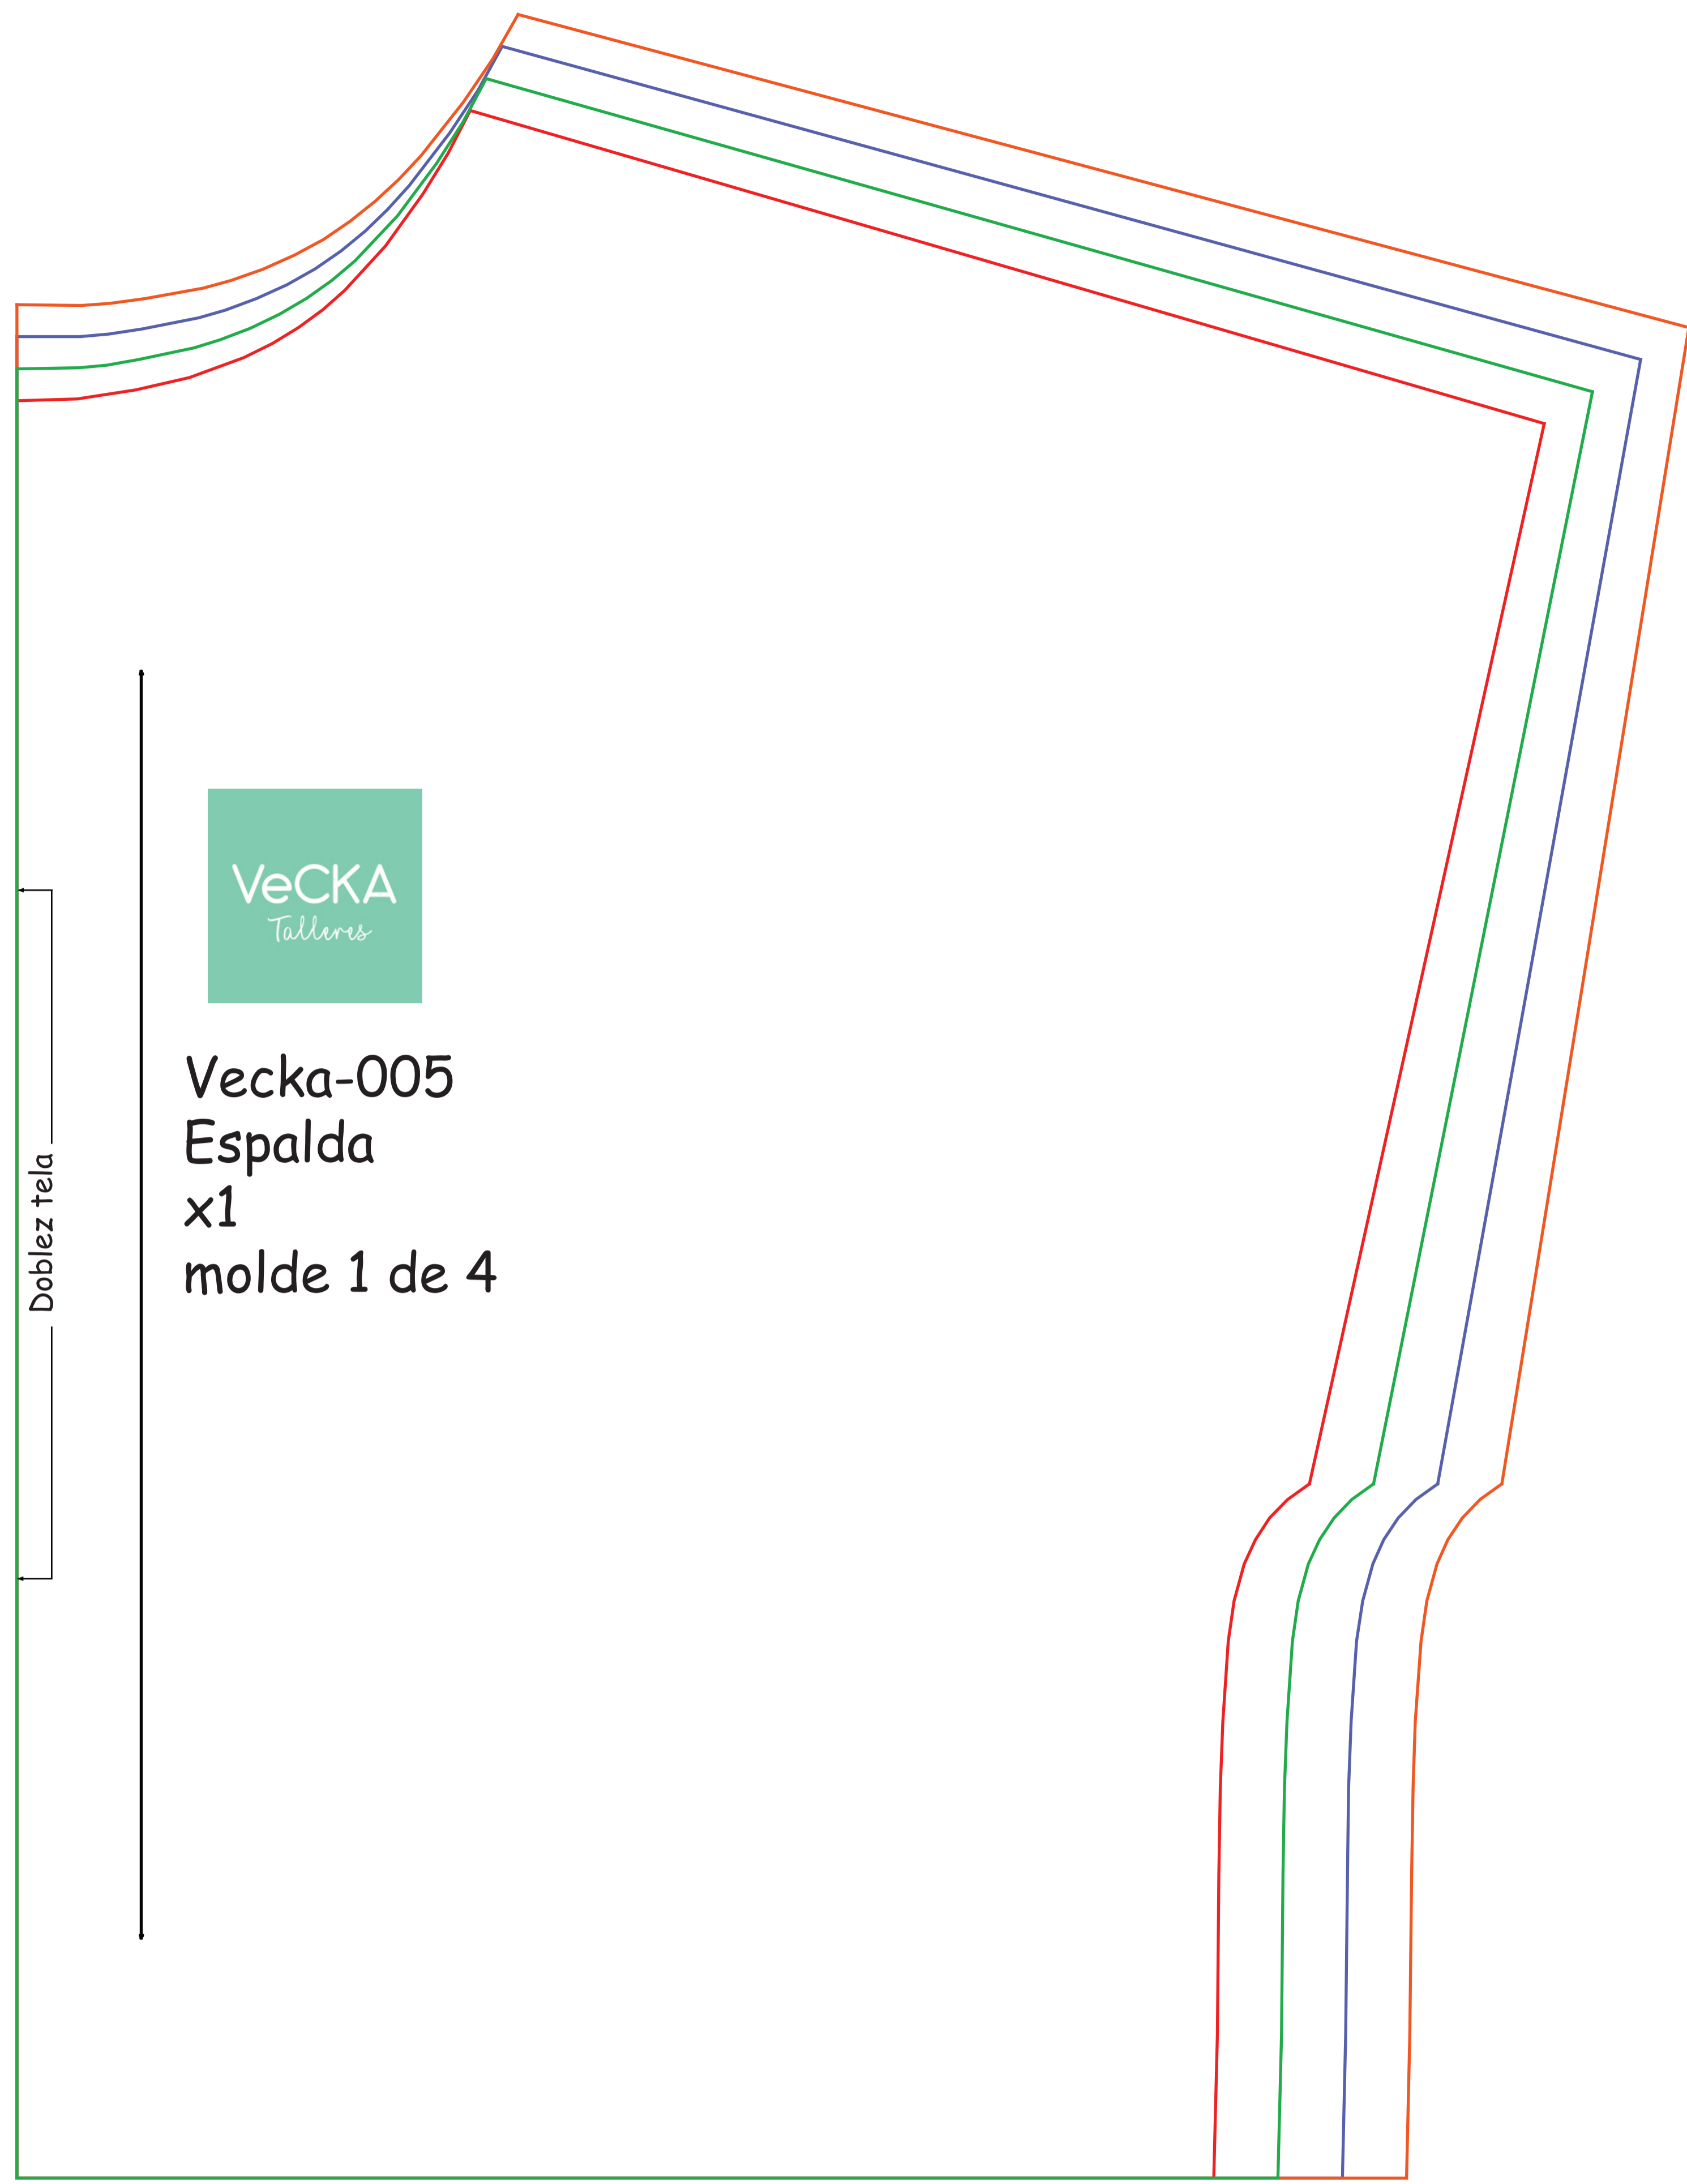 VeCKA
Talleres
Vecka-005
Espalda
x1
molde 1 de 4
Doblez tela